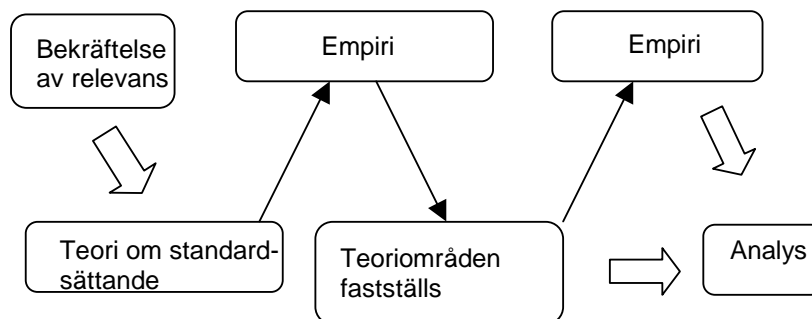 Bekräftelse
av relevans
Empiri
Empiri
Teori om standard-
sättande
Teoriområden
fastställs
Analys